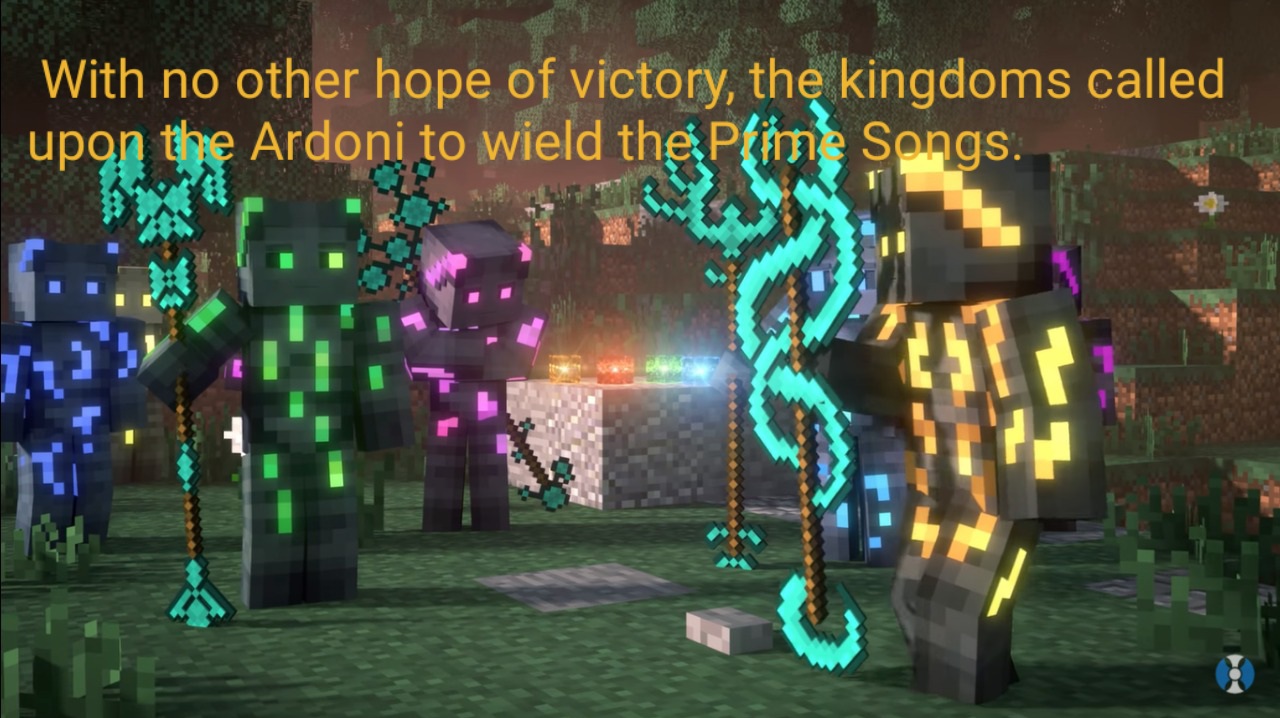 With no other hope of victory, the kingdoms called
upon the Ardoni to wield the Prime Songs.